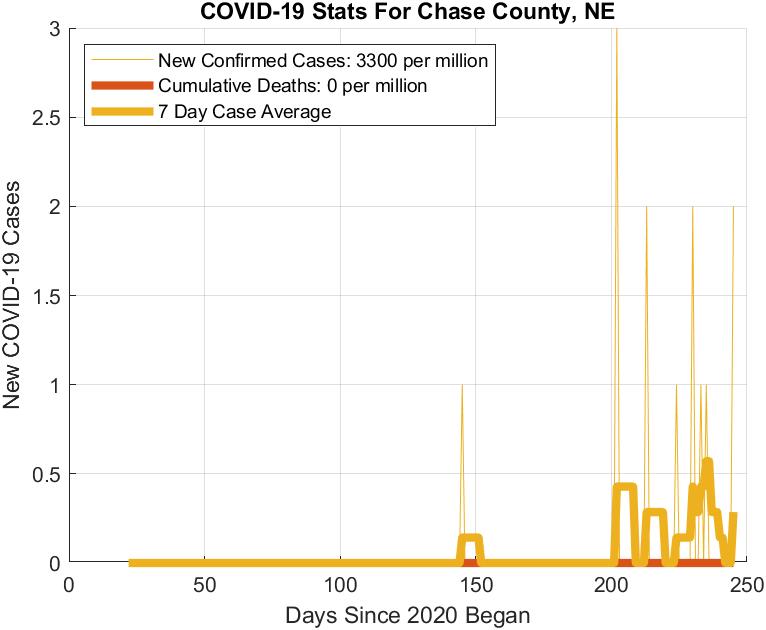 COVID-19 Stats For Chase County, NE
New Confirmed Cases: 3300 per million
Cumulative Deaths: 0 per million
7 Day Case Average
New COVID-19 Cases
3
2.5
2
1.5
1
0.5
0
0 50 100 150 200 250
Days Since 2020 Began